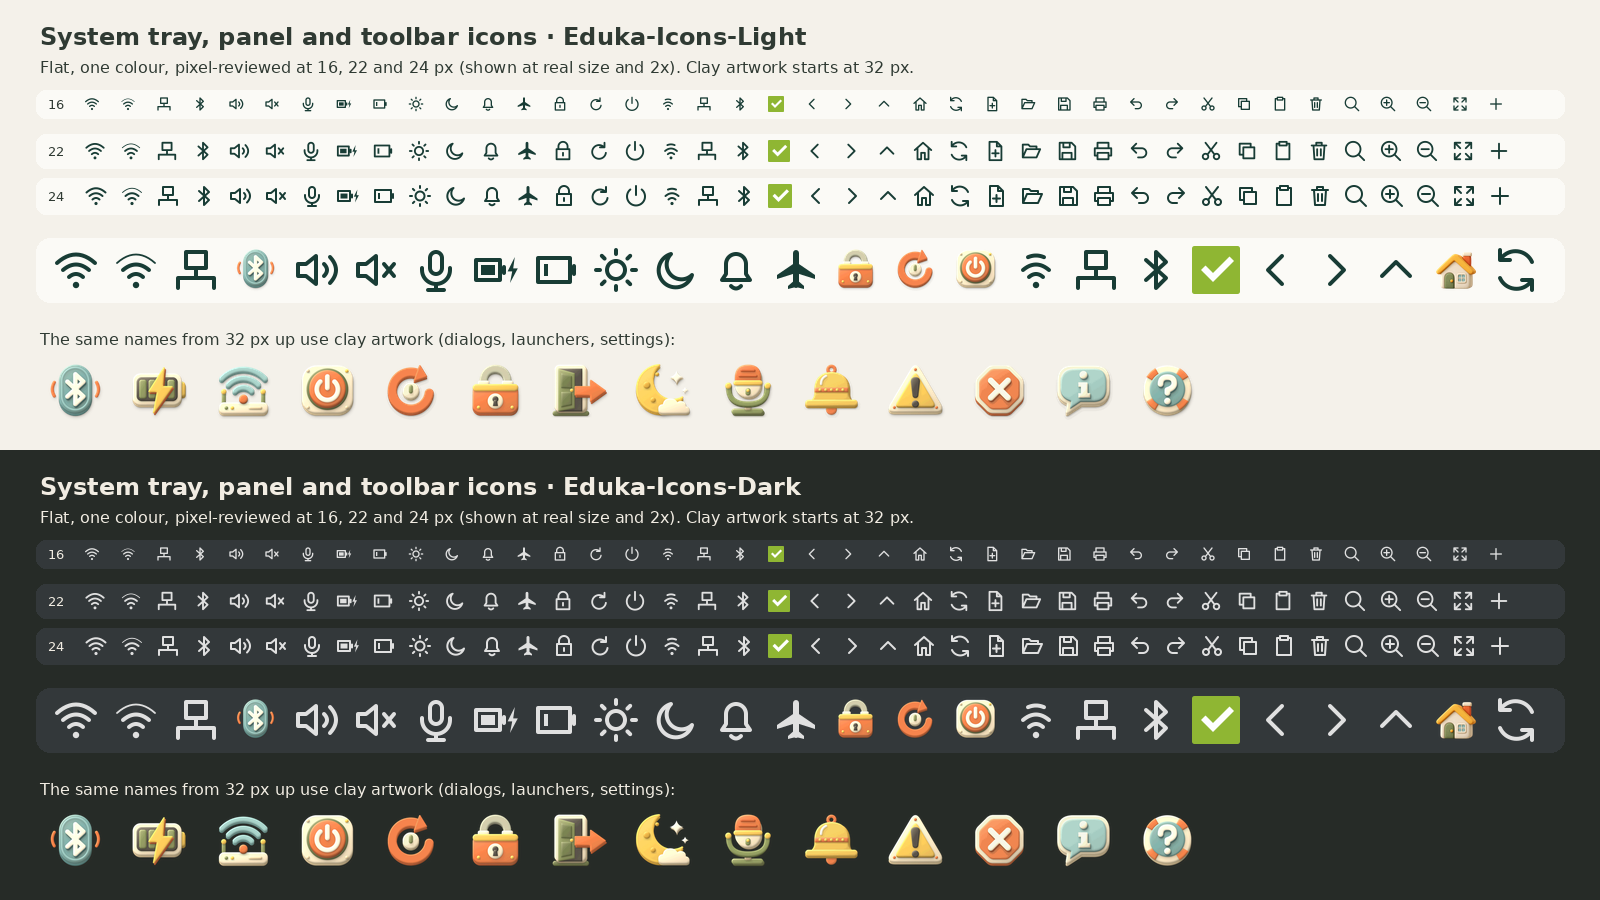 System tray, panel and toolbar icons · Eduka-Icons-Light
Flat, one colour, pixel-reviewed at 16, 22 and 24 px (shown at real size and 2x). Clay artwork starts at 32 px.
16
22
24
The same names from 32 px up use clay artwork (dialogs, launchers, settings):
System tray, panel and toolbar icons · Eduka-Icons-Dark
Flat, one colour, pixel-reviewed at 16, 22 and 24 px (shown at real size and 2x). Clay artwork starts at 32 px.
16
22
24
The same names from 32 px up use clay artwork (dialogs, launchers, settings):